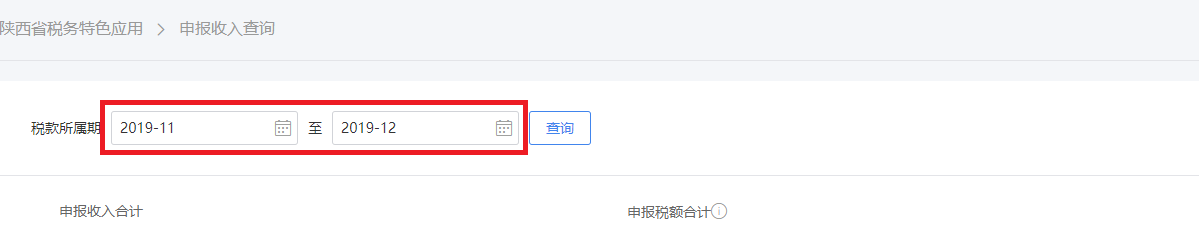 陕西省税务特色应用 > 申报收入查询
税款所属期 2019-11 至 2019-12 查询
申报收入合计 申报税额合计